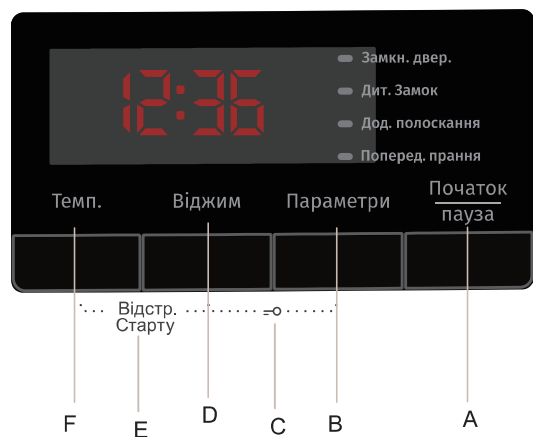 12:36
Замкн. двер.
Дит. Замок
Дод. полоскання
Поперед. прання
Темп.
Віджим
Параметри
Початок
пауза
Відстр.
Старту
F
E
D
C
B
A